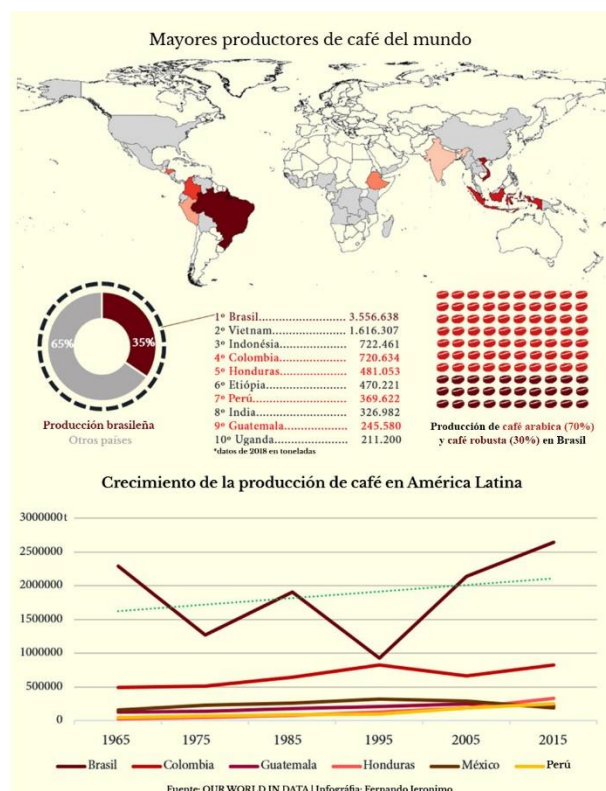 Mayores productores de café del mundo
65%
35%
Producción brasileña
Otros países
1º Brasil........................ 3.556.638
2º Vietnam................... 1.616.307
3º Indonésia.................... 722.461
4º Colombia.................... 720.634
5º Honduras................... 481.053
6º Etiópia........................ 470.221
7º Perú............................ 369.622
8º India........................... 326.982
9º Guatemala................. 245.580
10º Uganda...................... 211.200
*datos de 2018 en toneladas
Producción de café arabica (70%)
y café robusta (30%) en Brasil
Crecimiento de la producción de café en América Latina
3000000 t
2500000
2000000
1500000
1000000
500000
0
1965 1975 1985 1995 2005 2015
Brasil Colombia Guatemala Honduras México Perú
Fuente: OUR WORLD IN DATA | Infográfia: Fernando Jeronimo